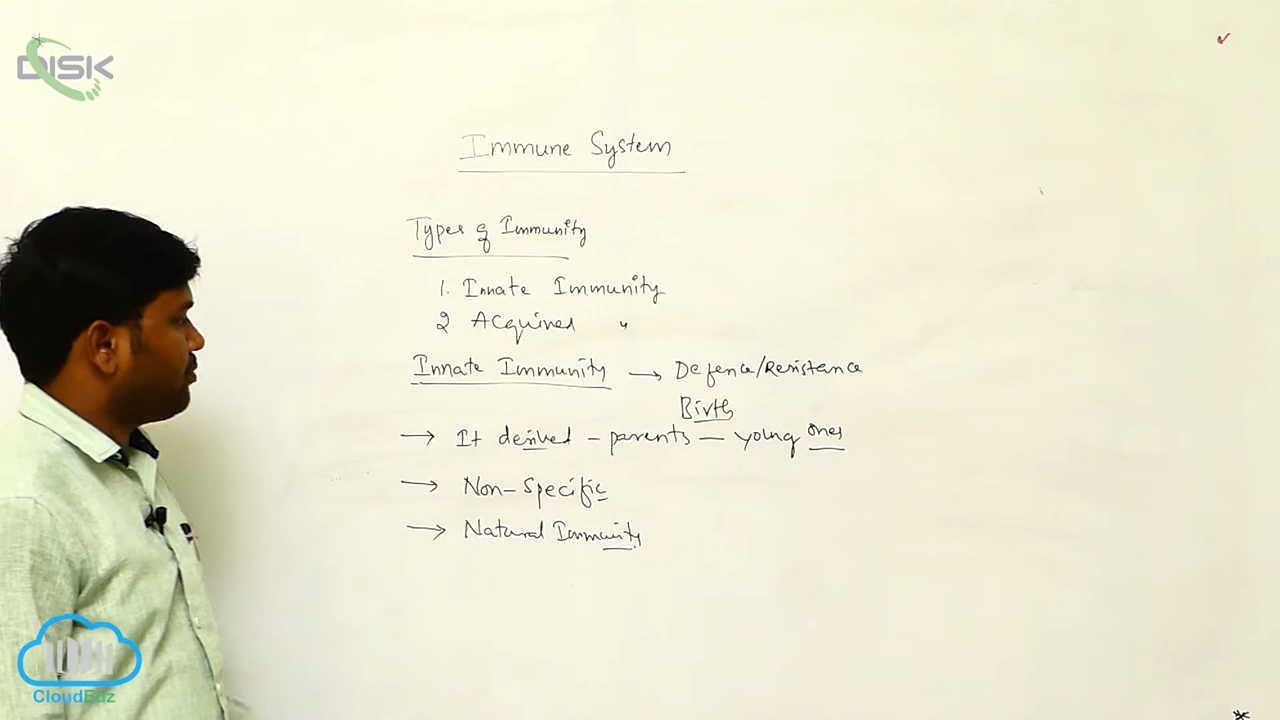 DISK
Immune System
Types of Immunity
1. Innate Immunity
2 Acquired "
Innate Immunity → Defence/Resistance
Birth
→ It derived - parents — young ones
→ Non-Specific
→ Natural Immunity
CloudEdz